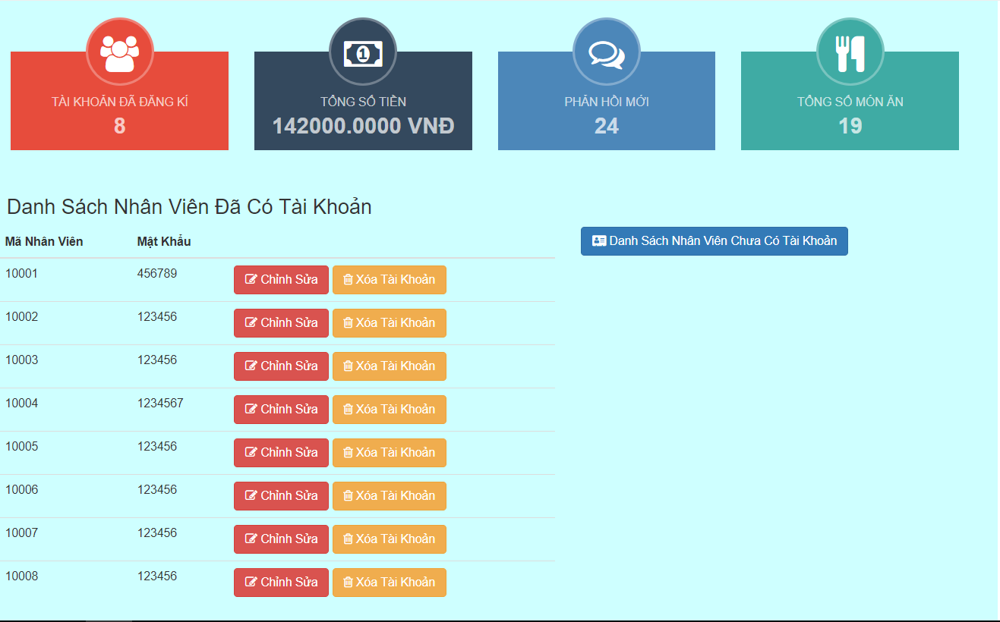 TÀI KHOẢN ĐÃ ĐĂNG KÍ
8
TỔNG SỐ TIỀN
142000.0000 VNĐ
PHẢN HỒI MỚI
24
TỔNG SỐ MÓN ĂN
19
Danh Sách Nhân Viên Đã Có Tài Khoản
Mã Nhân Viên Mật Khẩu
Danh Sách Nhân Viên Chưa Có Tài Khoản
10001 456789 Chỉnh Sửa Xóa Tài Khoản
10002 123456 Chỉnh Sửa Xóa Tài Khoản
10003 123456 Chỉnh Sửa Xóa Tài Khoản
10004 1234567 Chỉnh Sửa Xóa Tài Khoản
10005 123456 Chỉnh Sửa Xóa Tài Khoản
10006 123456 Chỉnh Sửa Xóa Tài Khoản
10007 123456 Chỉnh Sửa Xóa Tài Khoản
10008 123456 Chỉnh Sửa Xóa Tài Khoản